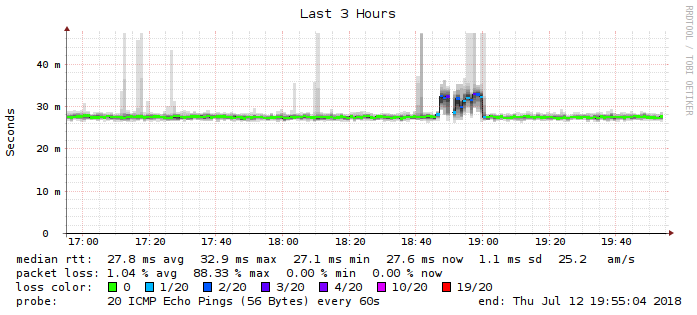 Last 3 Hours
RRDTOOL / TOBI OETIKER
Seconds
40 m
30 m
20 m
10 m
0
17:00 17:20 17:40 18:00 18:20 18:40 19:00 19:20 19:40
median rtt: 27.8 ms avg 32.9 ms max 27.1 ms min 27.6 ms now 1.1 ms sd 25.2 am/s
packet loss: 1.04 % avg 88.33 % max 0.00 % min 0.00 % now
loss color: 0 1/20 2/20 3/20 4/20 10/20 19/20
probe: 20 ICMP Echo Pings (56 Bytes) every 60s end: Thu Jul 12 19:55:04 2018